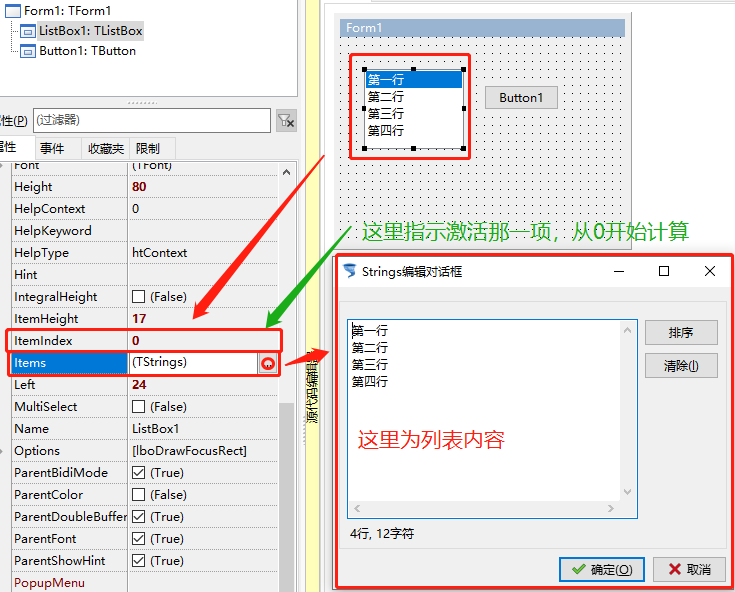 Form1: TForm1
ListBox1: TListBox
Button1: TButton
性(P)
(过滤器)
属性
事件
收藏夹
限制
Font
(TFont)
Height
80
HelpContext
0
HelpKeyword
HelpType
htContext
Hint
IntegralHeight
(False)
ItemHeight
17
ItemIndex
0
Items
(TStrings)
Left
24
MultiSelect
(False)
Name
ListBox1
Options
[lboDrawFocusRect]
ParentBidiMode
(True)
ParentColor
(False)
ParentDoubleBuffer
(True)
ParentFont
(True)
ParentShowHint
(True)
PopupMenu
源代码编辑器
Form1
第一行
第二行
第三行
第四行
Button1
这里指示激活那一项，从0开始计算
Strings编辑对话框
第一行
第二行
第三行
第四行
这里为列表内容
排序
清除(l)
4行, 12字符
确定(O)
取消